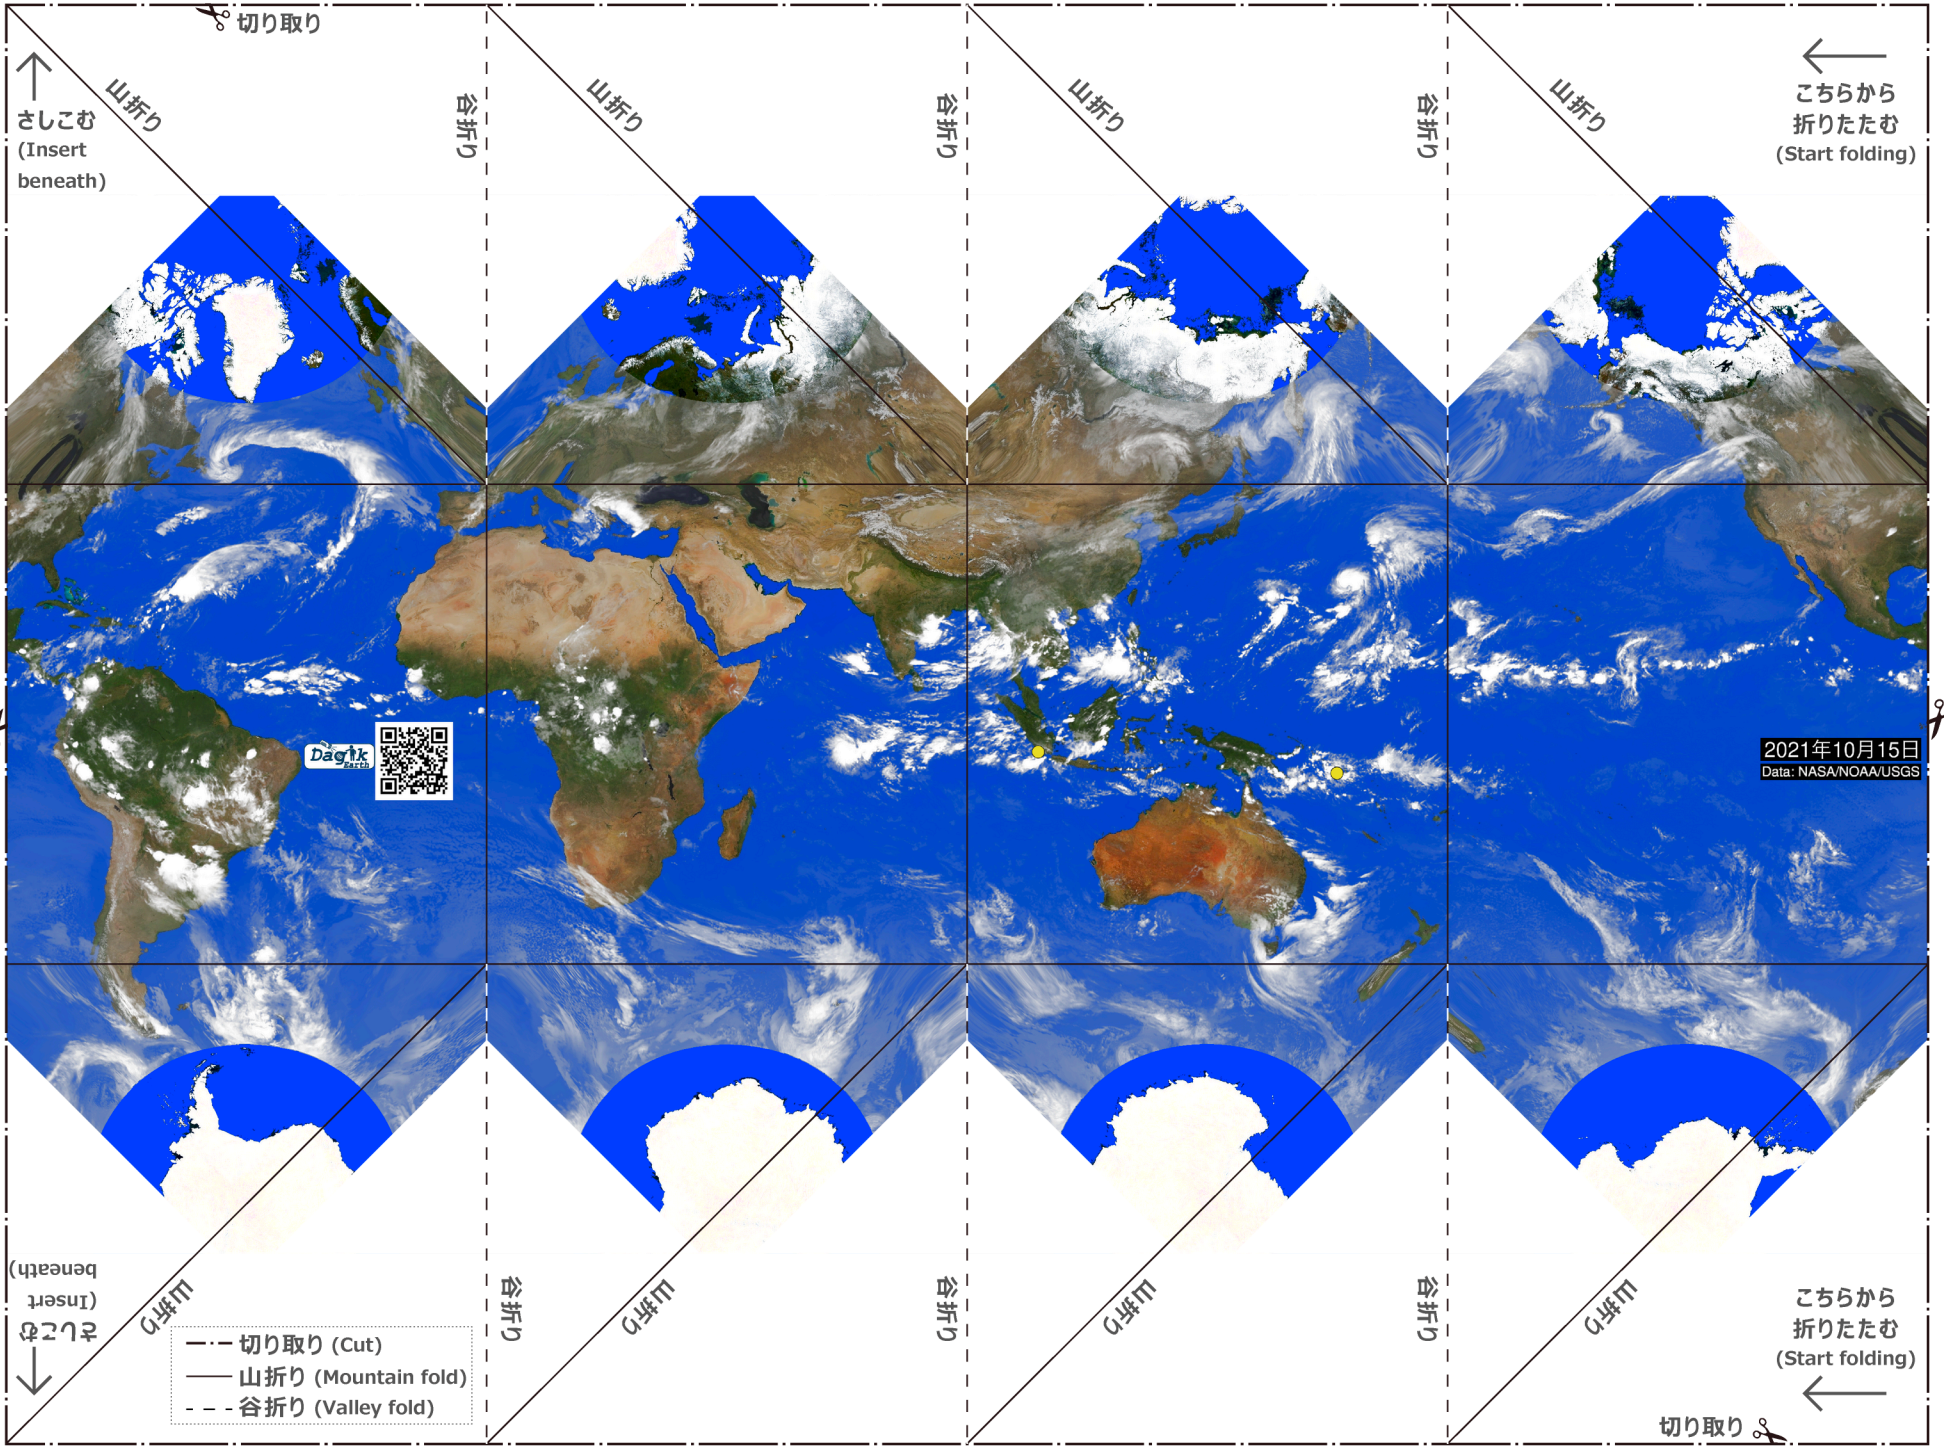 切り取り
山折り
谷折り
山折り
谷折り
山折り
谷折り
山折り
さしこむ
(Insert
beneath)
こちらから
折りたたむ
(Start folding)
Dagik
Earth
2021年10月15日
Data: NASA/NOAA/USGS
さしこむ
(Insert
beneath)
山折り
谷折り
山折り
谷折り
山折り
谷折り
山折り
こちらから
折りたたむ
(Start folding)
切り取り (Cut)
山折り (Mountain fold)
谷折り (Valley fold)
切り取り